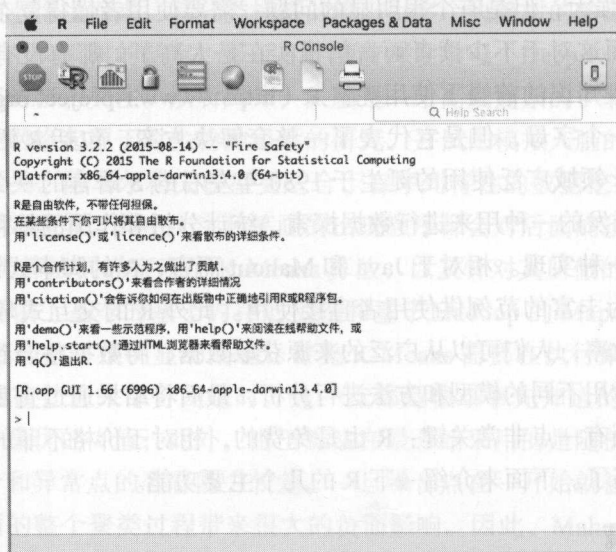 R File Edit Format Workspace Packages & Data Misc Window Help
R Console
STOP
R
Help Search
R version 3.2.2 (2015-08-14) -- "Fire Safety"
Copyright (C) 2015 The R Foundation for Statistical Computing
Platform: x86_64-apple-darwin13.4.0 (64-bit)
R是自由软件，不带任何担保。
在某些条件下你可以将其自由散布。
用'license()'或'licence()'来看散布的详细条件。
R是个合作计划，有许多人为之做出了贡献.
用'contributors()'来看合作者的详细情况
用'citation()'会告诉你如何在出版物中正确地引用R或R程序包。
用'demo()'来看一些示范程序，用'help()'来阅读在线帮助文件，或
用'help.start()'通过HTML浏览器来看帮助文件。
用'q()'退出R.
[R.app GUI 1.66 (6996) x86_64-apple-darwin13.4.0]
>